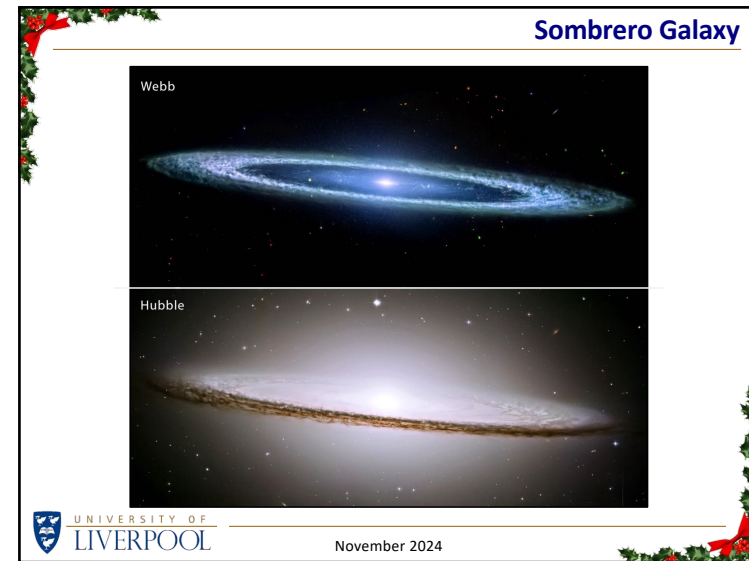 Sombrero Galaxy
Webb
Hubble
UNIVERSITY OF
LIVERPOOL
November 2024